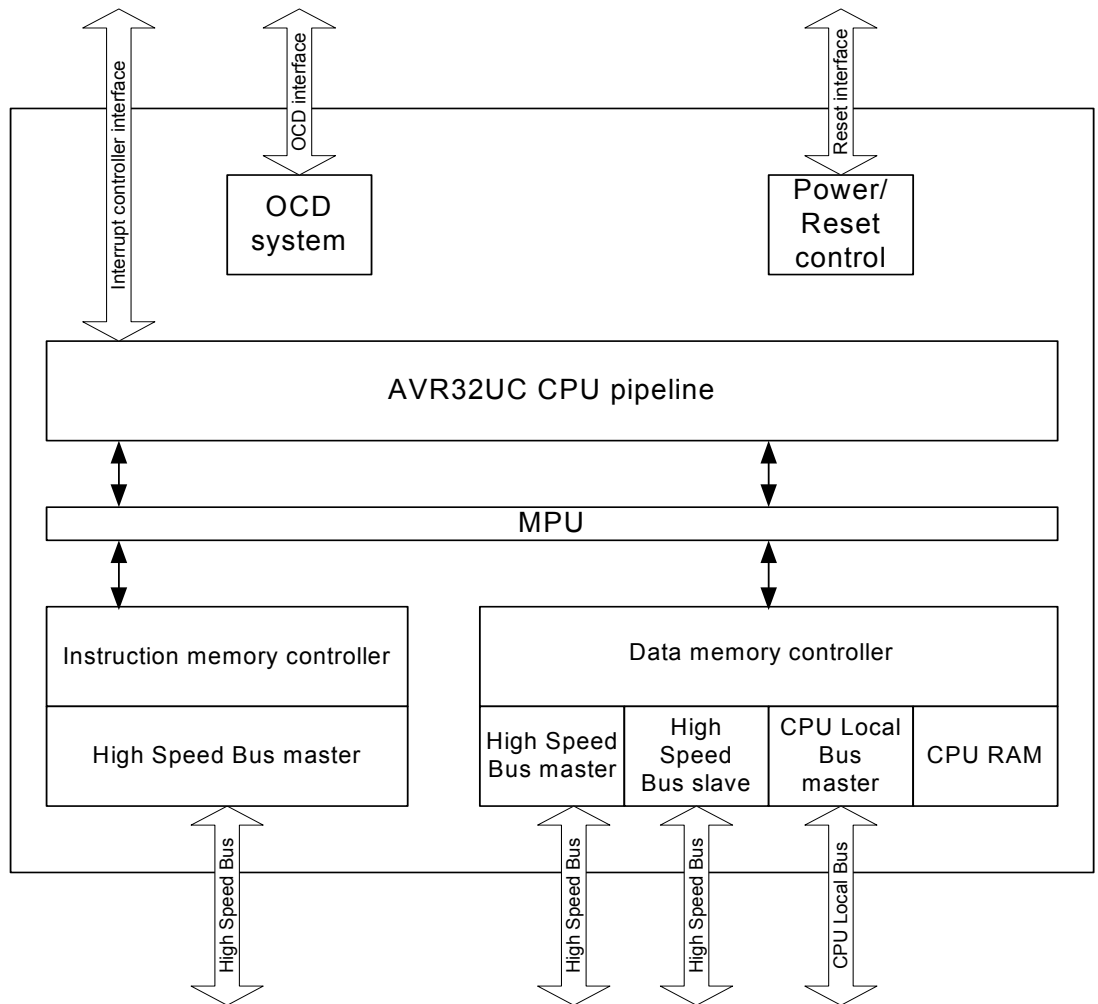 Interrupt controller interface
OCD interface
Reset interface
OCD
system
Power/
Reset
control
AVR32UC CPU pipeline
MPU
Instruction memory controller
High Speed Bus master
Data memory controller
High Speed
Bus master
High
Speed
Bus slave
CPU Local
Bus
master
CPU RAM
High Speed Bus
High Speed Bus
High Speed Bus
CPU Local Bus